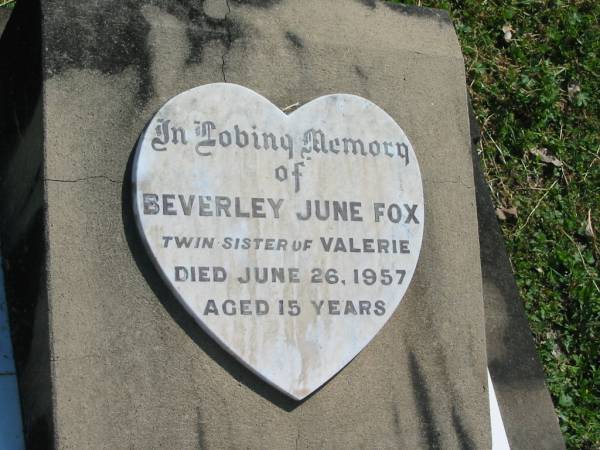 In Loving Memory
of
BEVERLEY JUNE FOX
TWIN SISTER OF VALERIE
DIED JUNE 26, 1957
AGED 15 YEARS